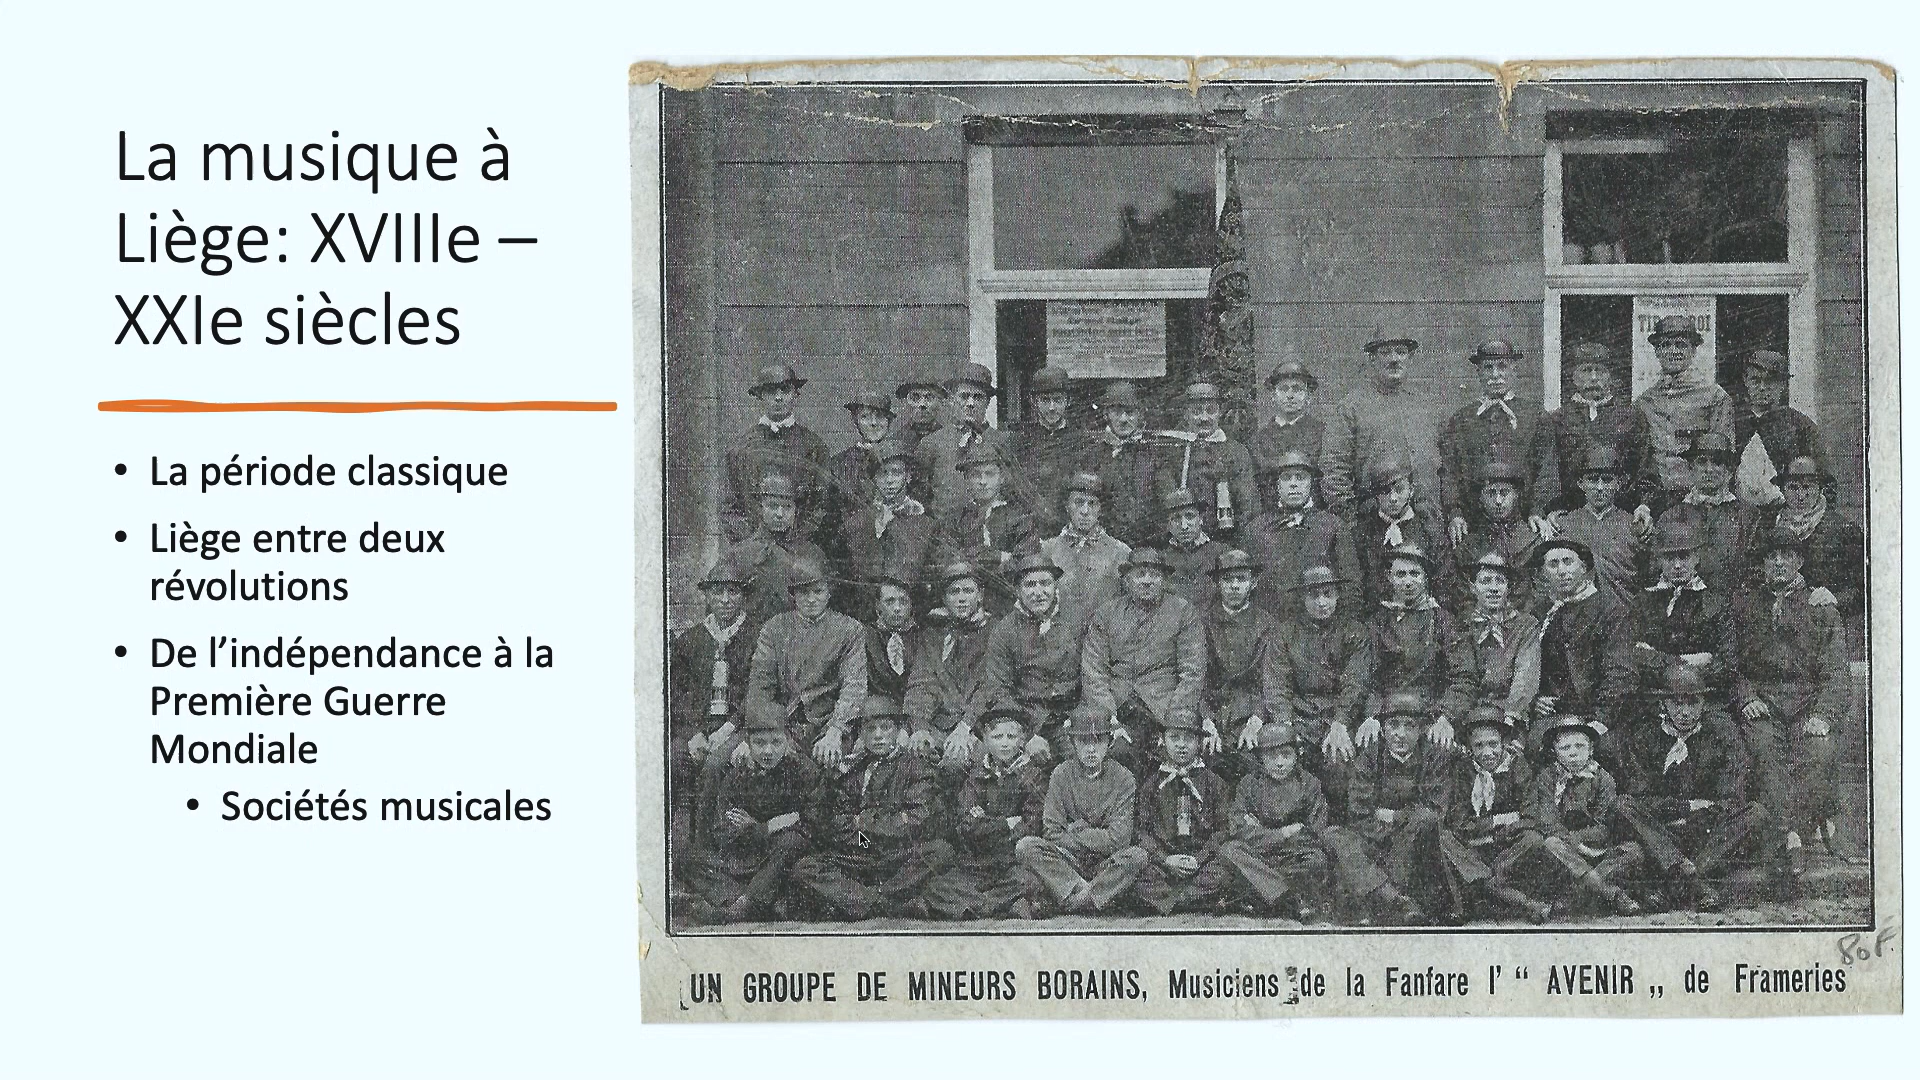 La musique à
Liège: XVIIIe –
XXIe siècles
• La période classique
• Liège entre deux
révolutions
• De l’indépendance à la
Première Guerre
Mondiale
• Sociétés musicales
80F
UN GROUPE DE MINEURS BORAINS, Musiciens de la Fanfare l’ “ AVENIR „ de Frameries